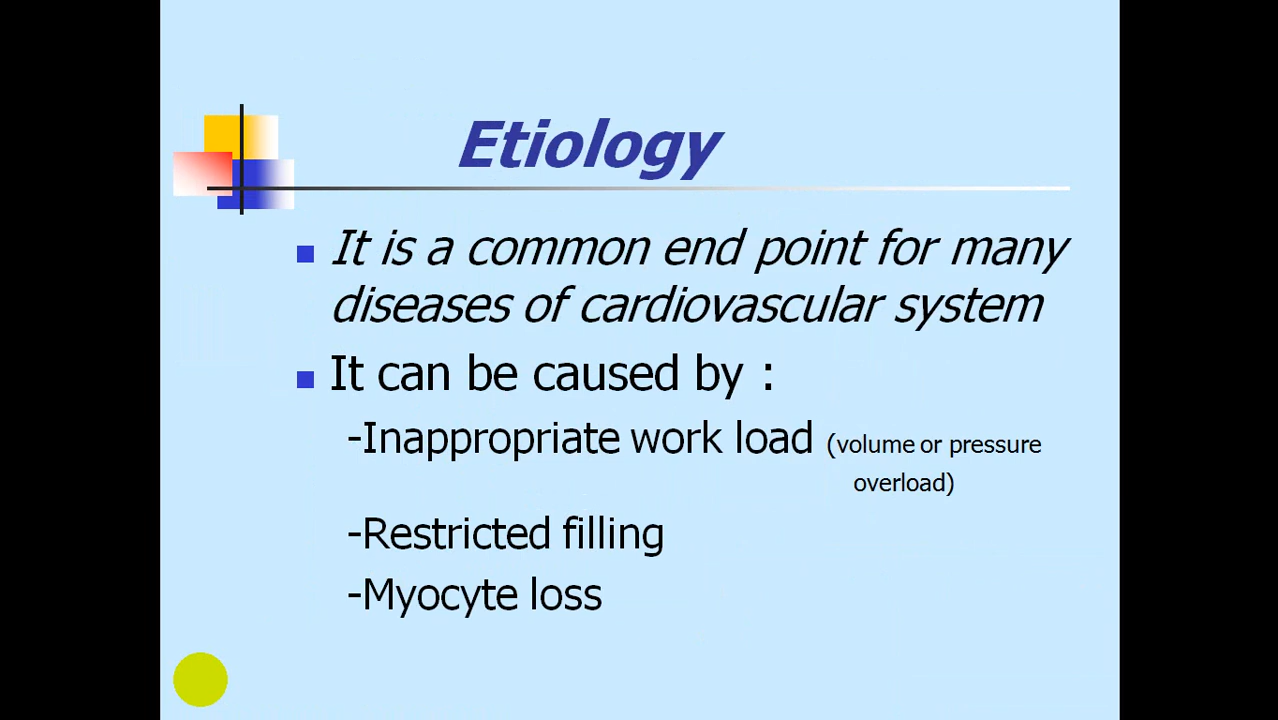 Etiology
It is a common end point for many
diseases of cardiovascular system
It can be caused by :
-Inappropriate work load (volume or pressure
overload)
-Restricted filling
-Myocyte loss